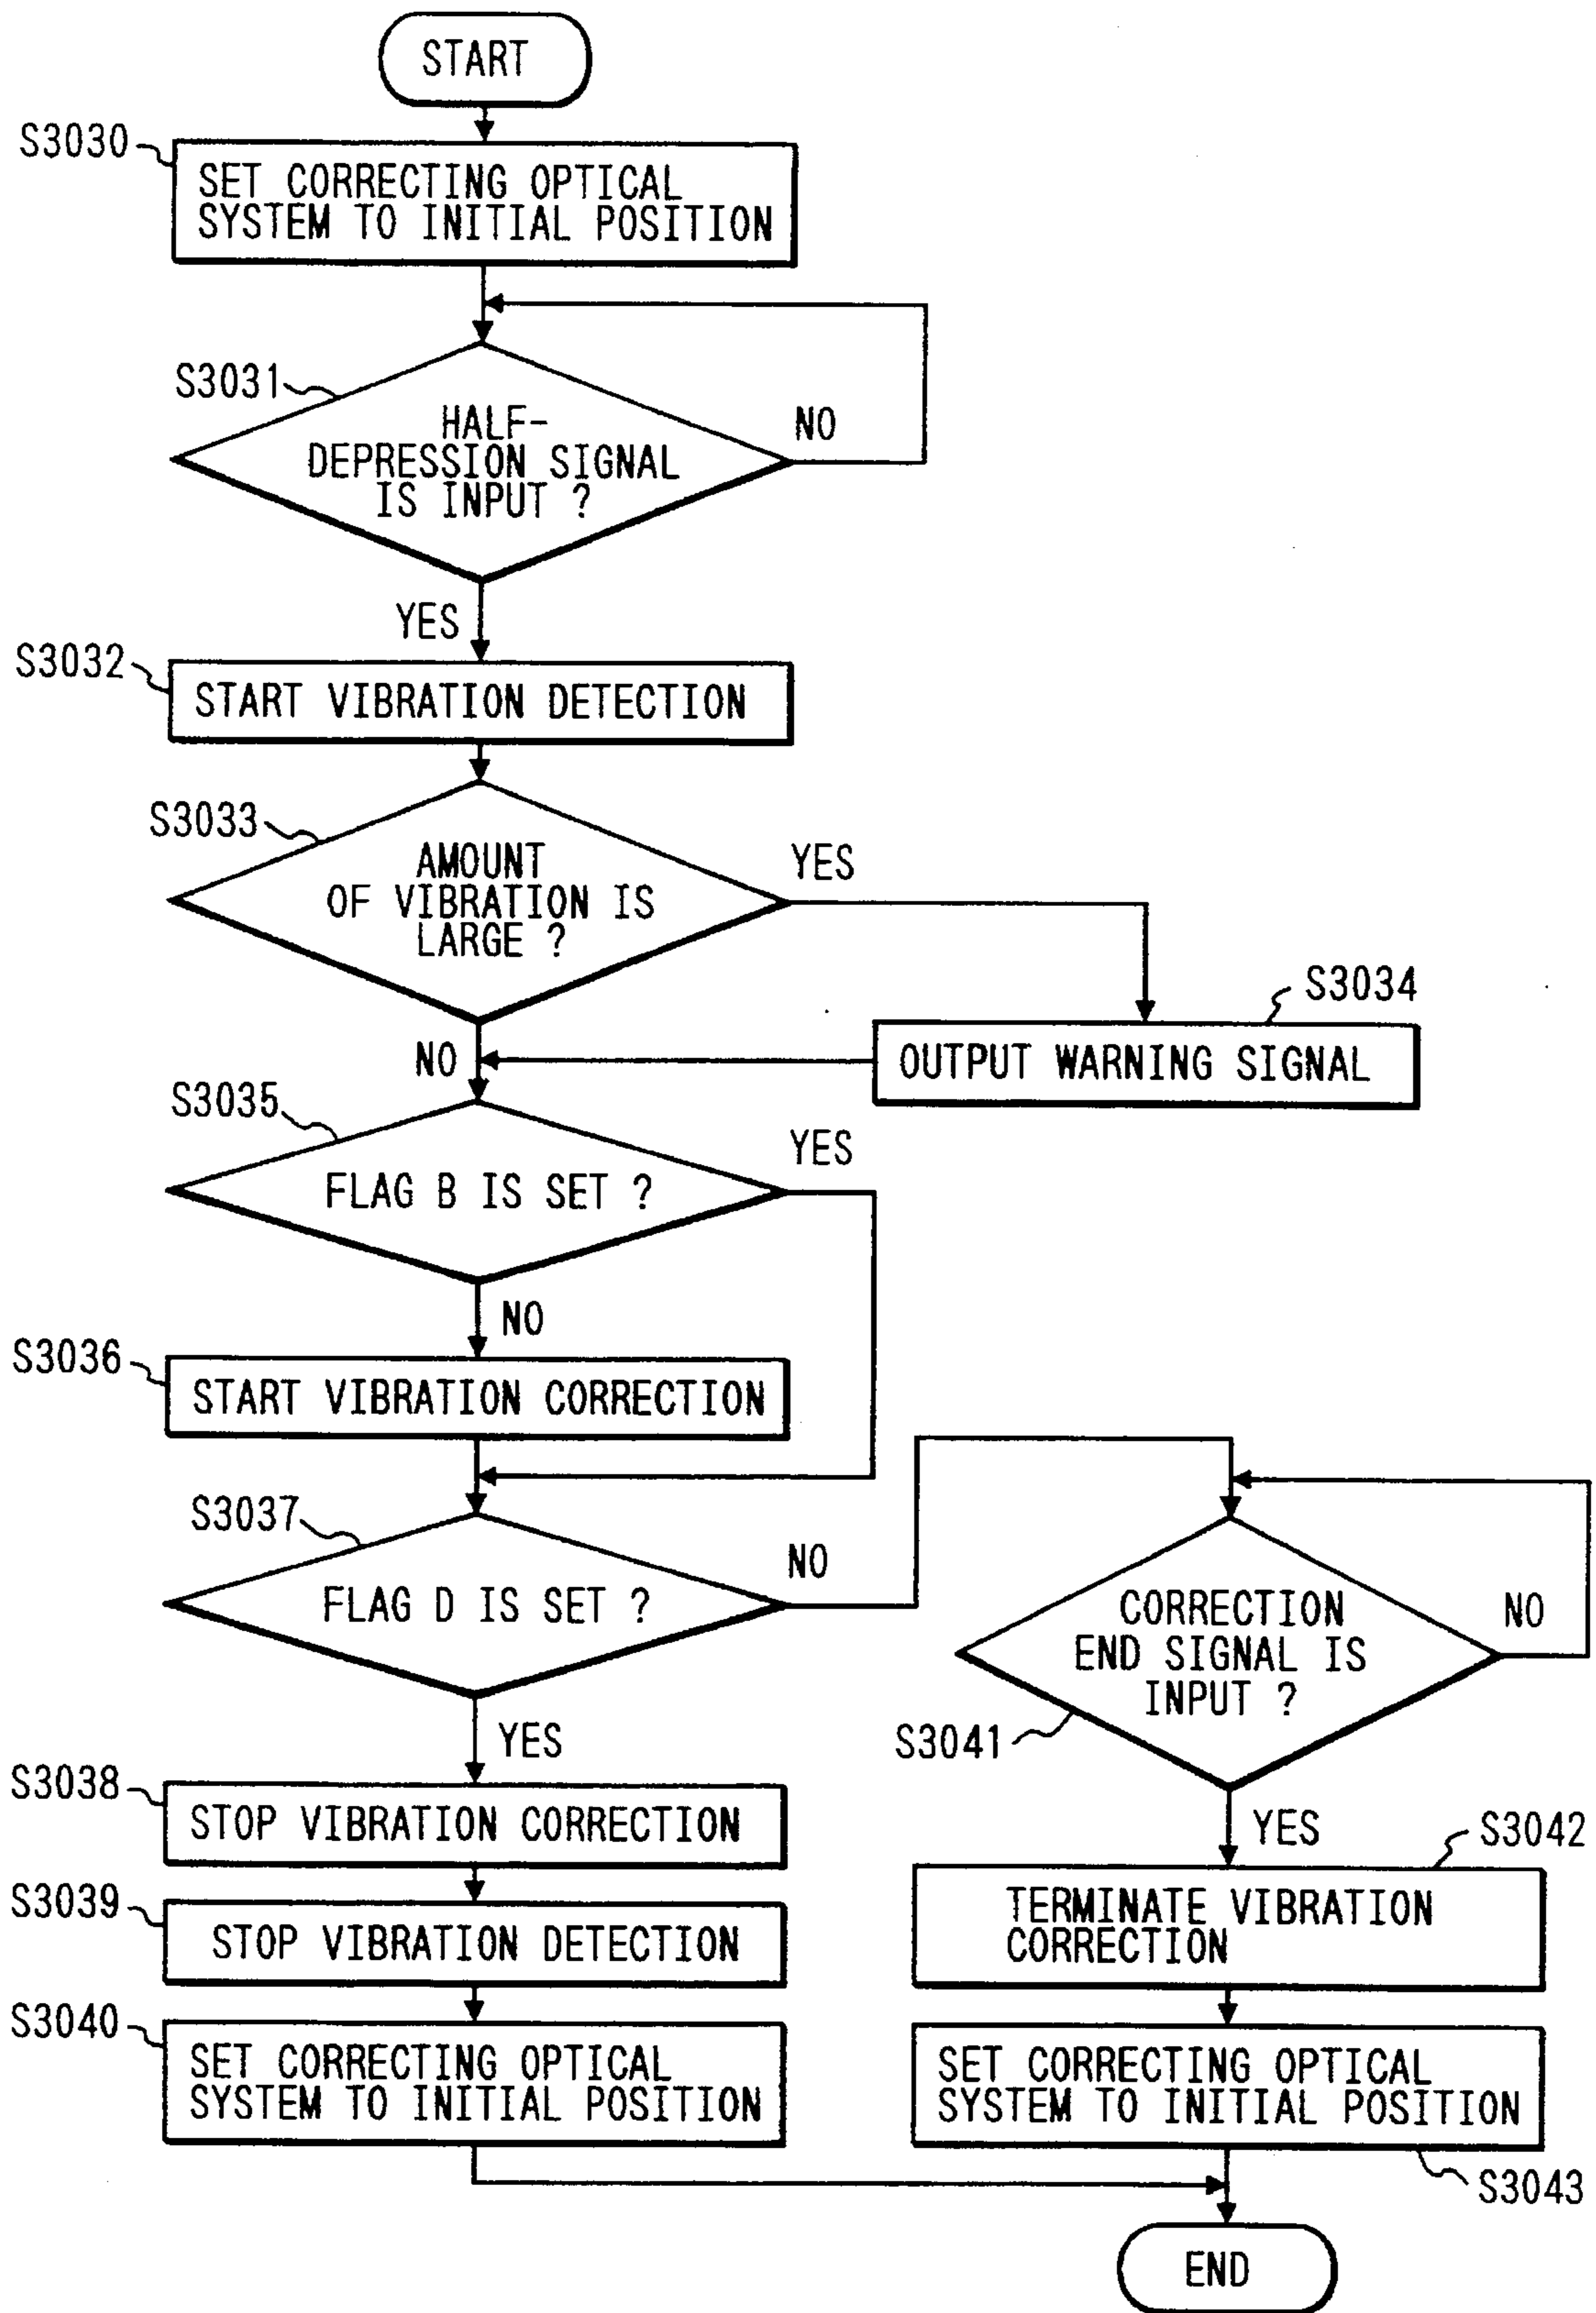 START
S3030
SET CORRECTING OPTICAL
SYSTEM TO INITIAL POSITION
S3031
HALF-
DEPRESSION SIGNAL
IS INPUT ?
NO
YES
S3032
START VIBRATION DETECTION
S3033
AMOUNT
OF VIBRATION IS
LARGE ?
YES
S3034
OUTPUT WARNING SIGNAL
NO
S3035
FLAG B IS SET ?
YES
NO
S3036
START VIBRATION CORRECTION
S3037
FLAG D IS SET ?
NO
YES
S3038
STOP VIBRATION CORRECTION
S3039
STOP VIBRATION DETECTION
S3040
SET CORRECTING OPTICAL
SYSTEM TO INITIAL POSITION
CORRECTION
END SIGNAL IS
INPUT ?
NO
S3041
YES
S3042
TERMINATE VIBRATION
CORRECTION
SET CORRECTING OPTICAL
SYSTEM TO INITIAL POSITION
S3043
END